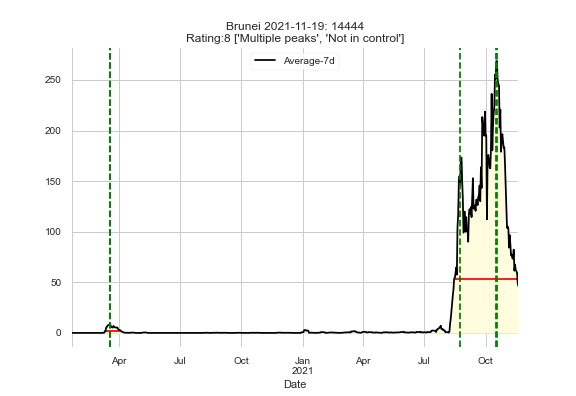 Brunei 2021-11-19: 14444
Rating:8 ['Multiple peaks', 'Not in control']
Average-7d
250
200
150
100
50
0
Apr
Jul
Oct
Jan
2021
Apr
Jul
Oct
Date